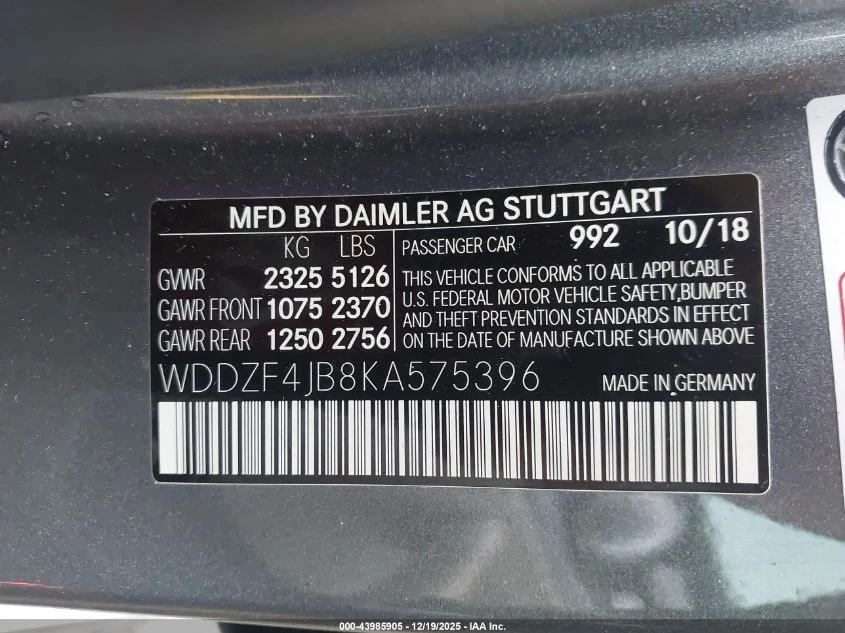 MFD BY DAIMLER AG STUTTGART
KG LBS
GVWR 2325 5126
GAWR FRONT 1075 2370
GAWR REAR 1250 2756
PASSENGER CAR 992 10/18
THIS VEHICLE CONFORMS TO ALL APPLICABLE
U.S. FEDERAL MOTOR VEHICLE SAFETY,BUMPER
AND THEFT PREVENTION STANDARDS IN EFFECT
ON THE DATE OF MANUFACTURE SHOWN ABOVE
WDDZF4JB8KA575396 MADE IN GERMANY
000-43985905 - 12/19/2025 - IAA Inc.